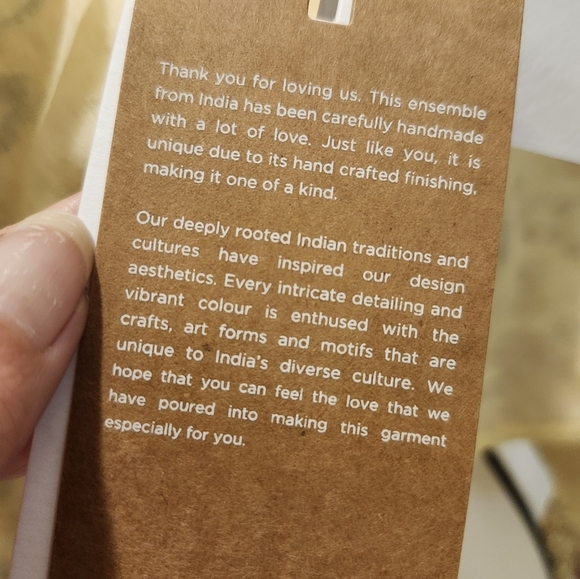 Thank you for loving us. This ensemble
from India has been carefully handmade
with a lot of love. Just like you, it is
unique due to its hand crafted finishing,
making it one of a kind.
Our deeply rooted Indian traditions and
cultures have inspired our design
aesthetics. Every intricate detailing and
vibrant colour is enthused with the
crafts, art forms and motifs that are
unique to India's diverse culture. We
hope that you can feel the love that we
have poured into making this garment
especially for you.